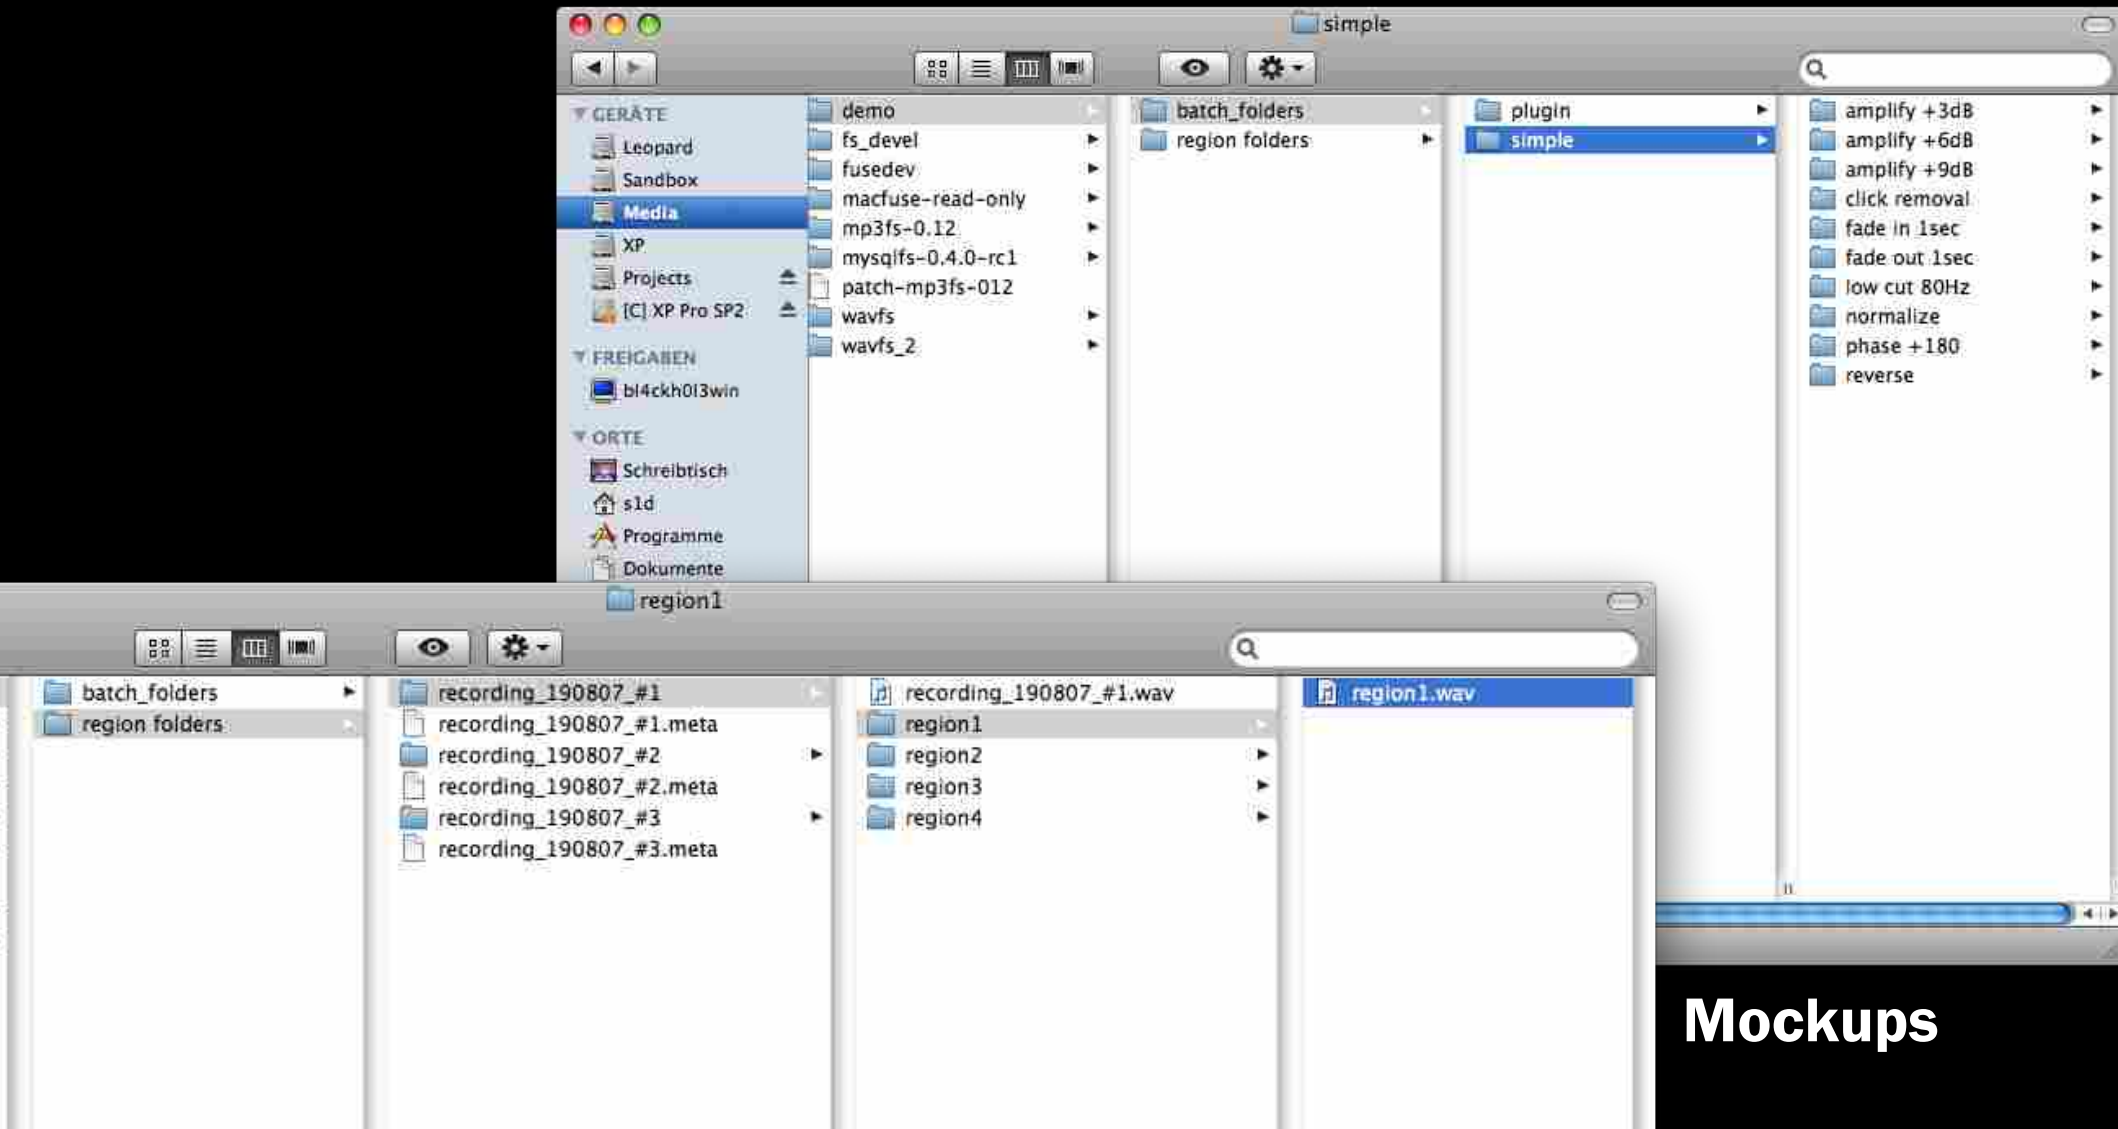 simple
GERÄTE
Leopard
Sandbox
Media
XP
Projects
[C] XP Pro SP2
FREIGABEN
bl4ckh0l3win
ORTE
Schreibtisch
s1d
Programme
Dokumente
demo
fs_devel
fusedev
macfuse-read-only
mp3fs-0.12
mysqlfs-0.4.0-rc1
patch-mp3fs-012
wavfs
wavfs_2
batch_folders
region folders
plugin
simple
amplify +3dB
amplify +6dB
amplify +9dB
click removal
fade in 1sec
fade out 1sec
low cut 80Hz
normalize
phase +180
reverse
region1
batch_folders
region folders
recording_190807_#1
recording_190807_#1.meta
recording_190807_#2
recording_190807_#2.meta
recording_190807_#3
recording_190807_#3.meta
recording_190807_#1.wav
region1
region2
region3
region4
region1.wav
Mockups